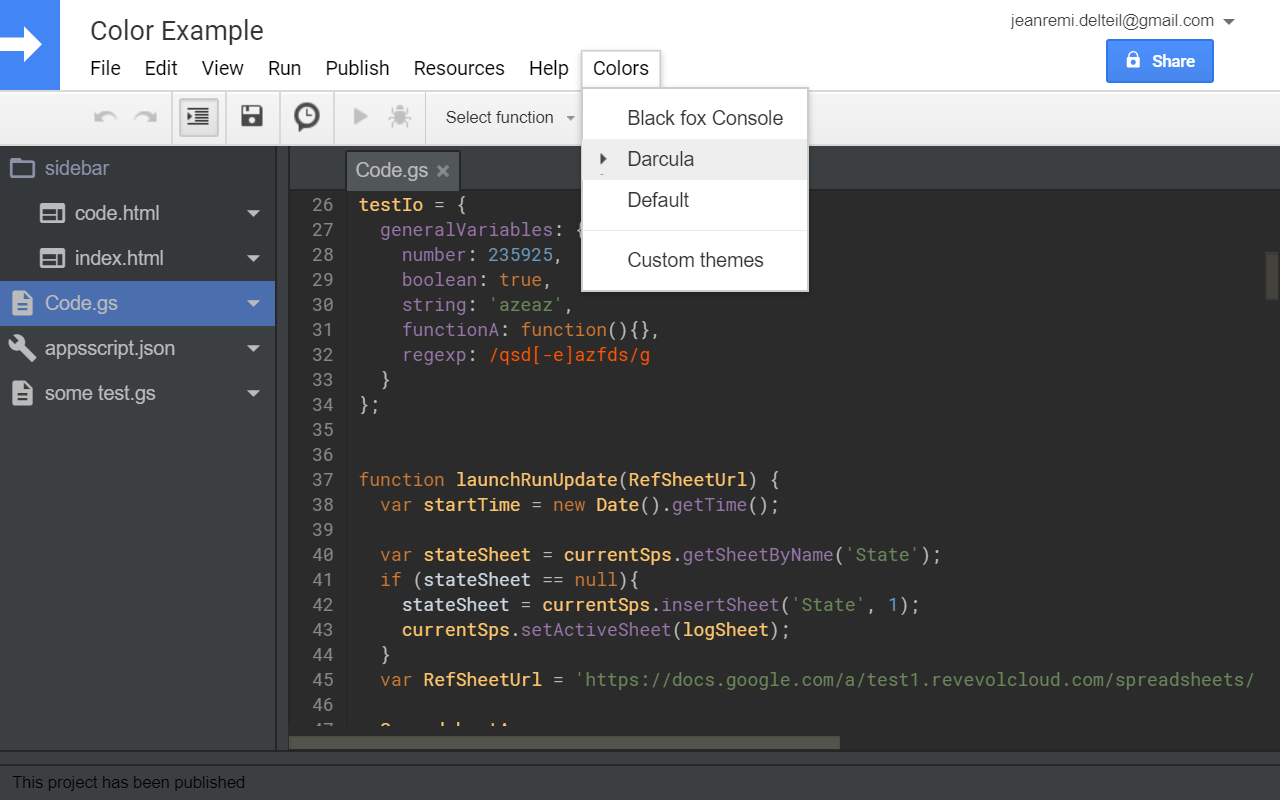 Color Example
jeanremi.delteil@gmail.com
File Edit View Run Publish Resources Help Colors
Share
Select function
Black fox Console
Darcula
Default
Custom themes
sidebar
code.html
index.html
Code.gs
appsscript.json
some test.gs
Code.gs
26 testIo = {
27 generalVariables: {
28 number: 235925,
29 boolean: true,
30 string: 'azeaz',
31 functionA: function(){},
32 regexp: /qsd[-e]azfds/g
33 }
34 };
35
36
37 function launchRunUpdate(RefSheetUrl) {
38 var startTime = new Date().getTime();
39
40 var stateSheet = currentSps.getSheetByName('State');
41 if (stateSheet == null){
42 stateSheet = currentSps.insertSheet('State', 1);
43 currentSps.setActiveSheet(logSheet);
44 }
45 var RefSheetUrl = 'https://docs.google.com/a/test1.revevolcloud.com/spreadsheets/
46
This project has been published